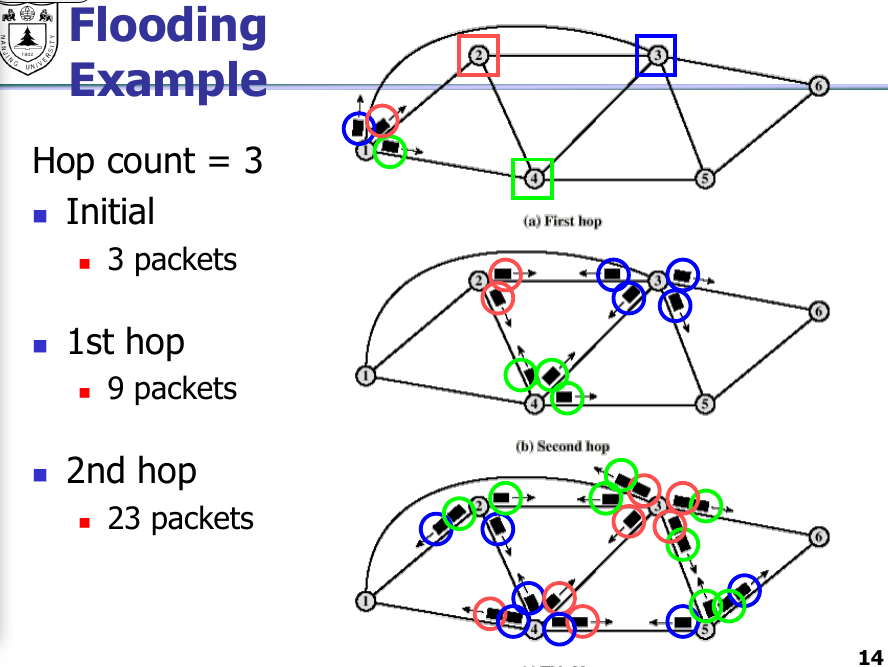 Flooding
Example
NANJING UNIVERSITY
1902
Hop count = 3
Initial
3 packets
1st hop
9 packets
2nd hop
23 packets
2
3
6
1
4
5
(a) First hop
2
3
6
1
4
5
(b) Second hop
2
3
6
1
4
5
14